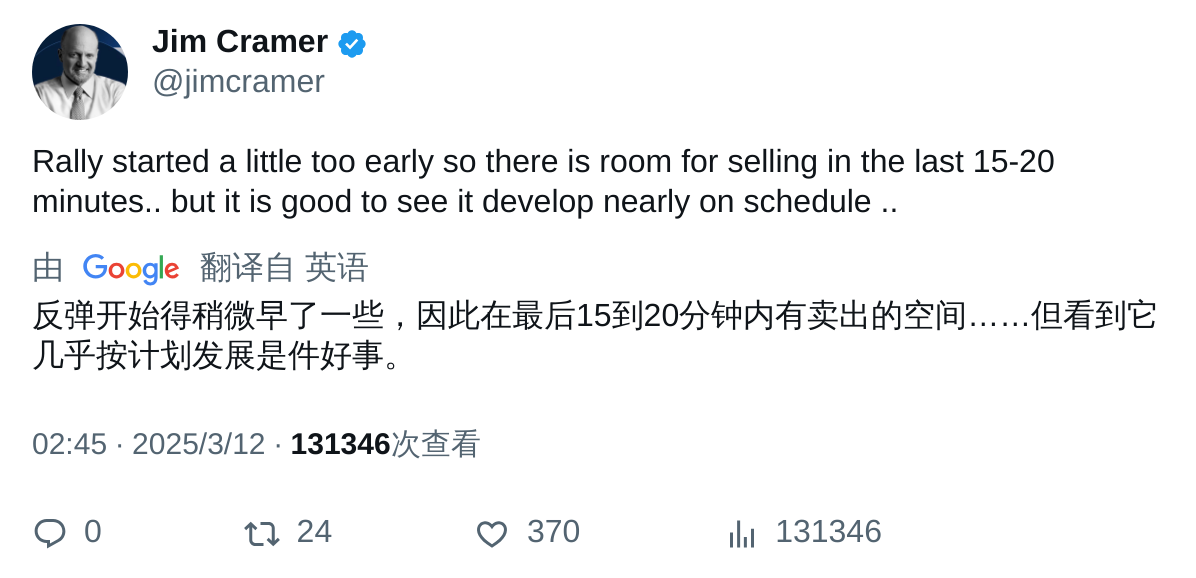 Jim Cramer
@jimcramer
Rally started a little too early so there is room for selling in the last 15-20
minutes.. but it is good to see it develop nearly on schedule ..
由 Google 翻译自 英语
反弹开始得稍微早了一些，因此在最后15到20分钟内有卖出的空间……但看到它
几乎按计划发展是件好事。
02:45 · 2025/3/12 · 131346次查看
0 24 370 131346